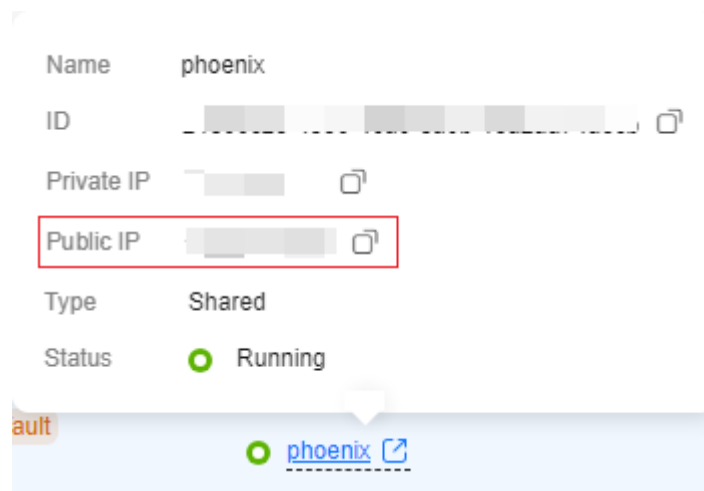 Name phoenix
ID
Private IP
Public IP
Type Shared
Status Running
ault phoenix